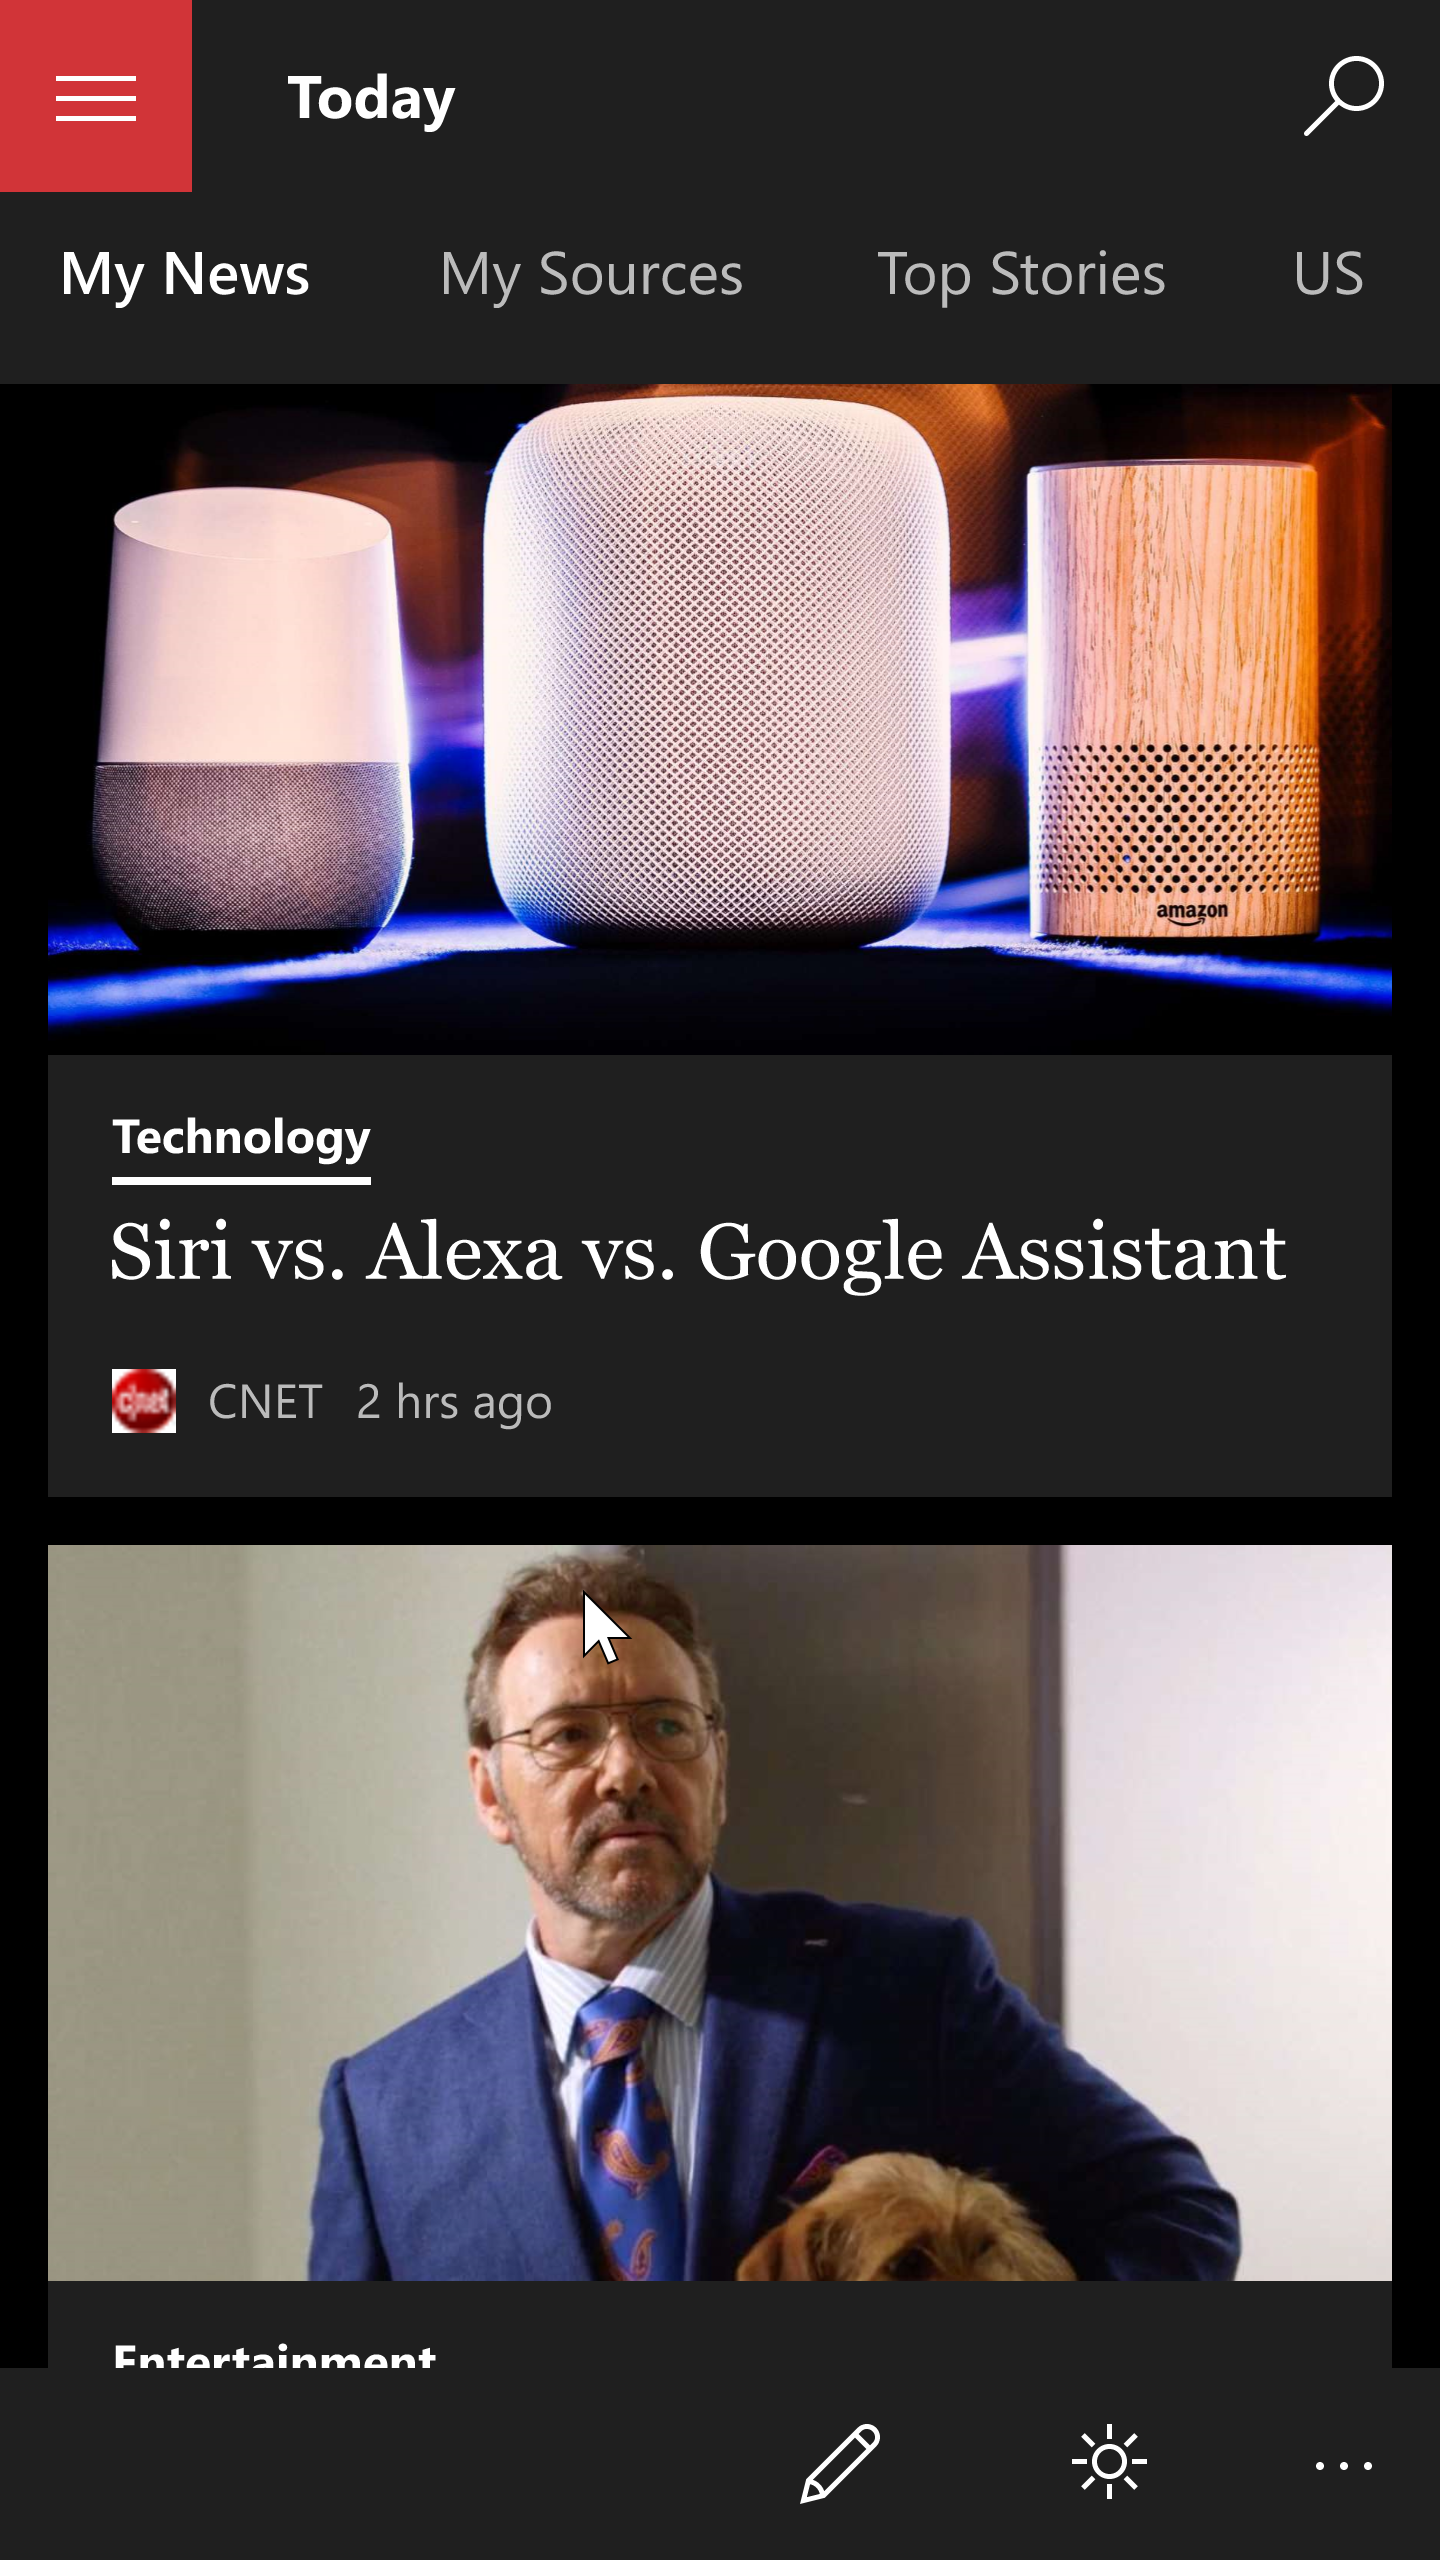 Today
My News My Sources Top Stories US
amazon
Technology
Siri vs. Alexa vs. Google Assistant
c|net CNET 2 hrs ago
Entertainment